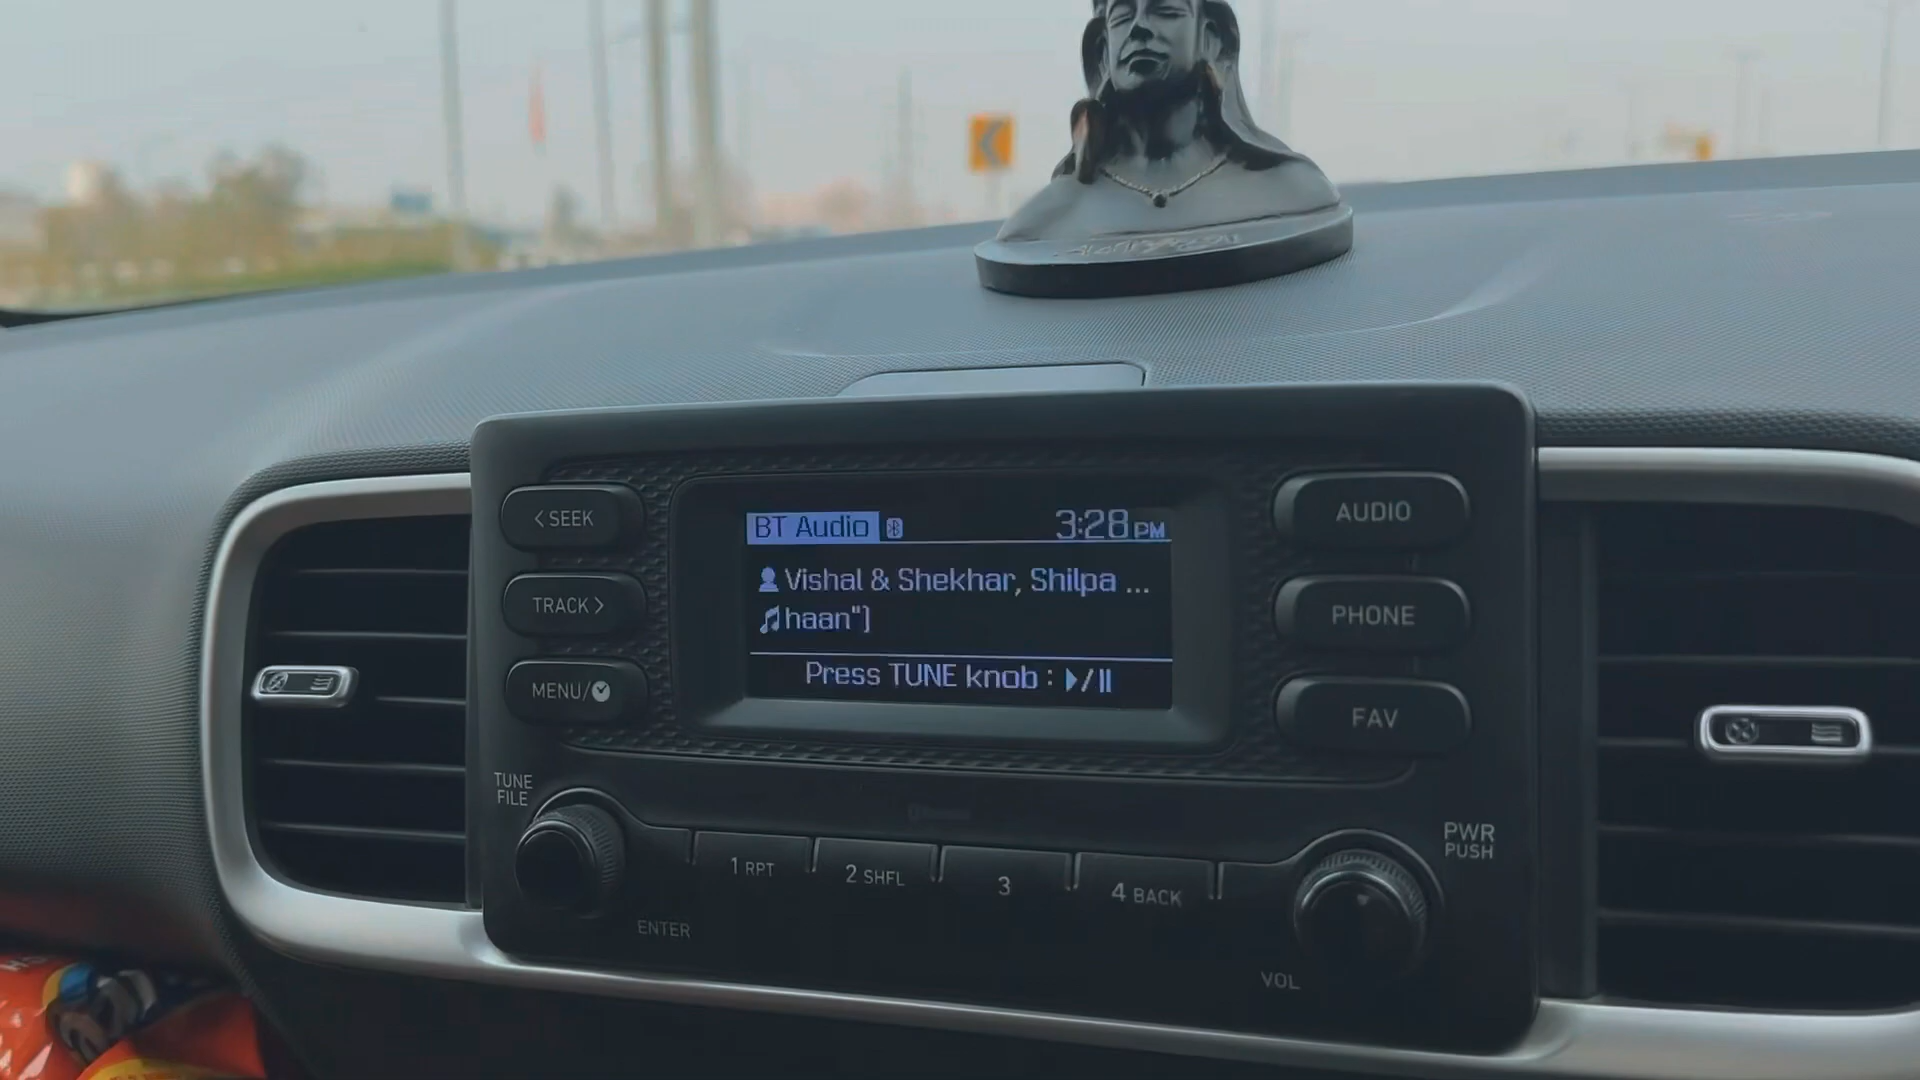 <SEEK
TRACK>
MENU/
BT Audio 3:28 PM
Vishal & Shekhar, Shilpa ...
haan"]
Press TUNE knob : ▶/II
AUDIO
PHONE
FAV
TUNE
FILE
ENTER
1 RPT
2 SHFL
3
4 BACK
PWR
PUSH
VOL